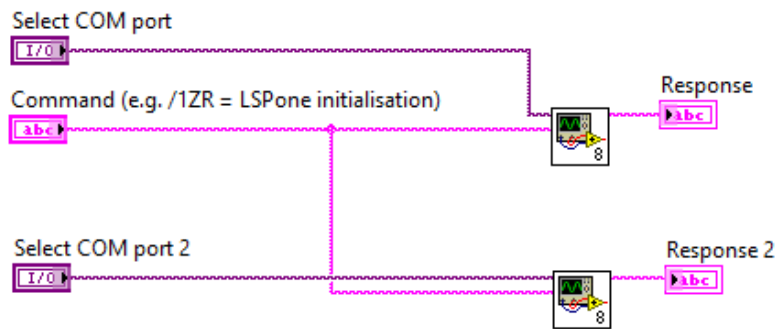 Select COM port
I/O
Command (e.g. /1ZR = LSPone initialisation)
abc
8
Response
abc
Select COM port 2
I/O
8
Response 2
abc